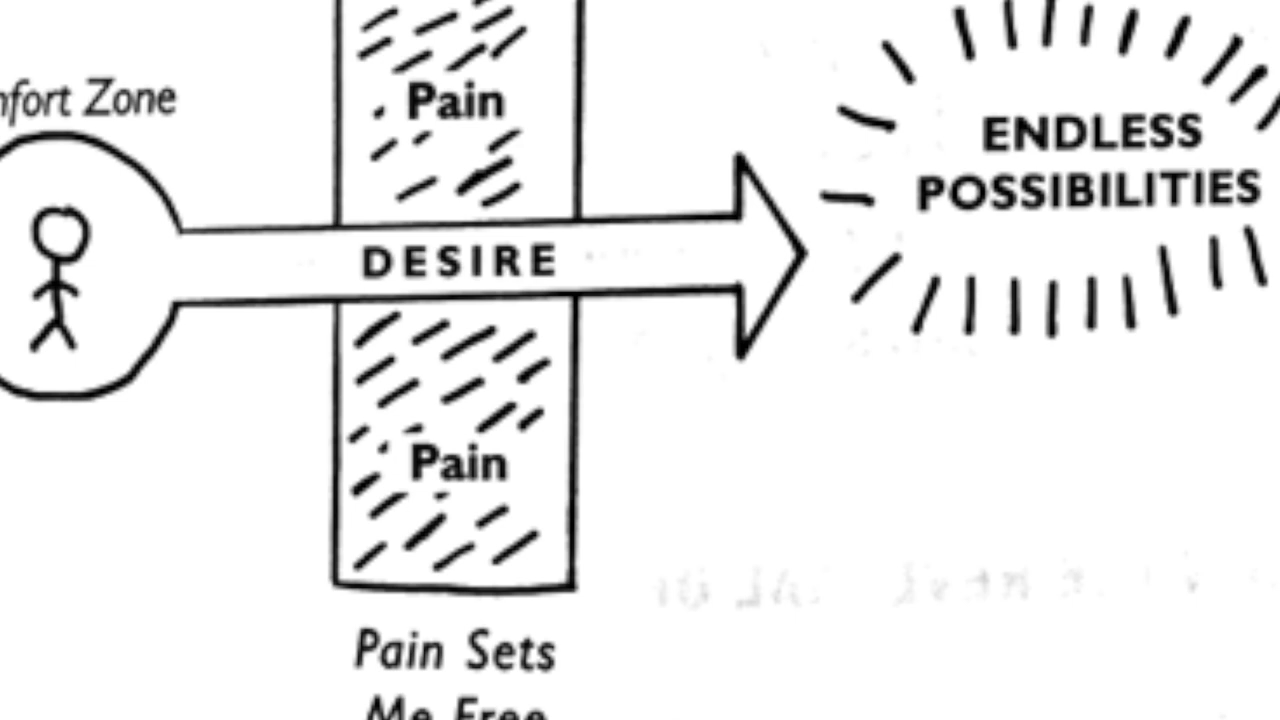 nfort Zone
Pain
ENDLESS
POSSIBILITIES
DESIRE
Pain
Pain Sets
Me Free